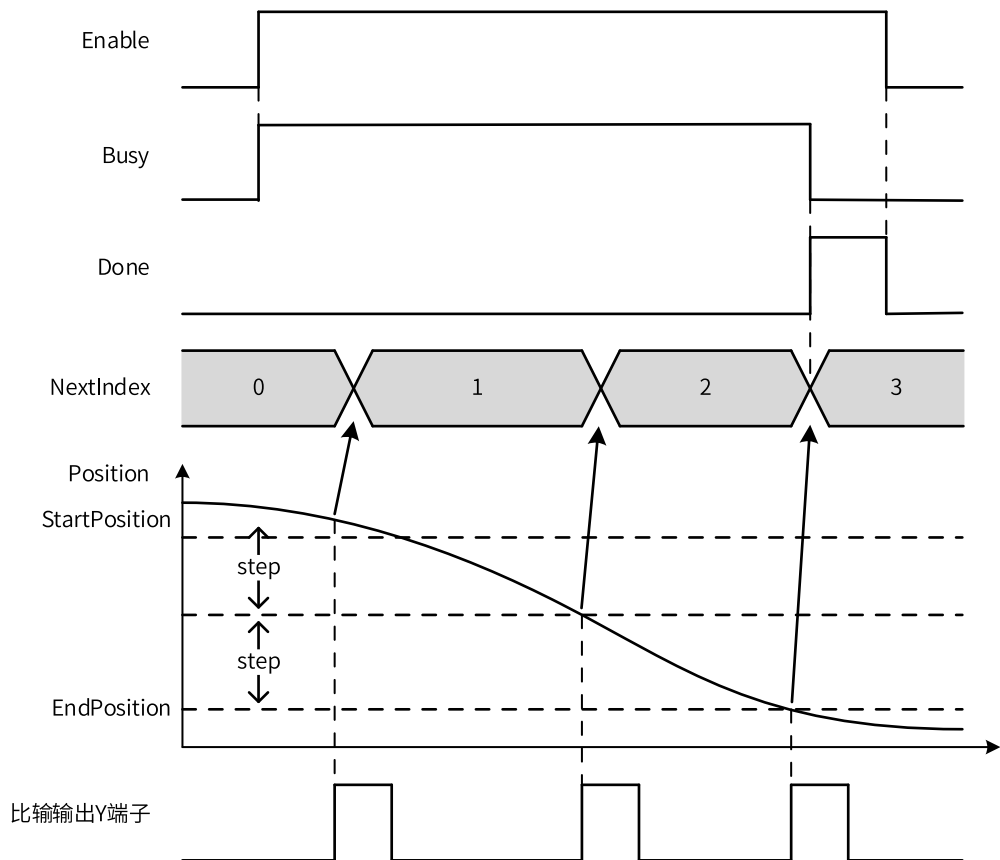 Enable
Busy
Done
NextIndex
0 1 2 3
Position
StartPosition
step
step
EndPosition
比输输出Y端子